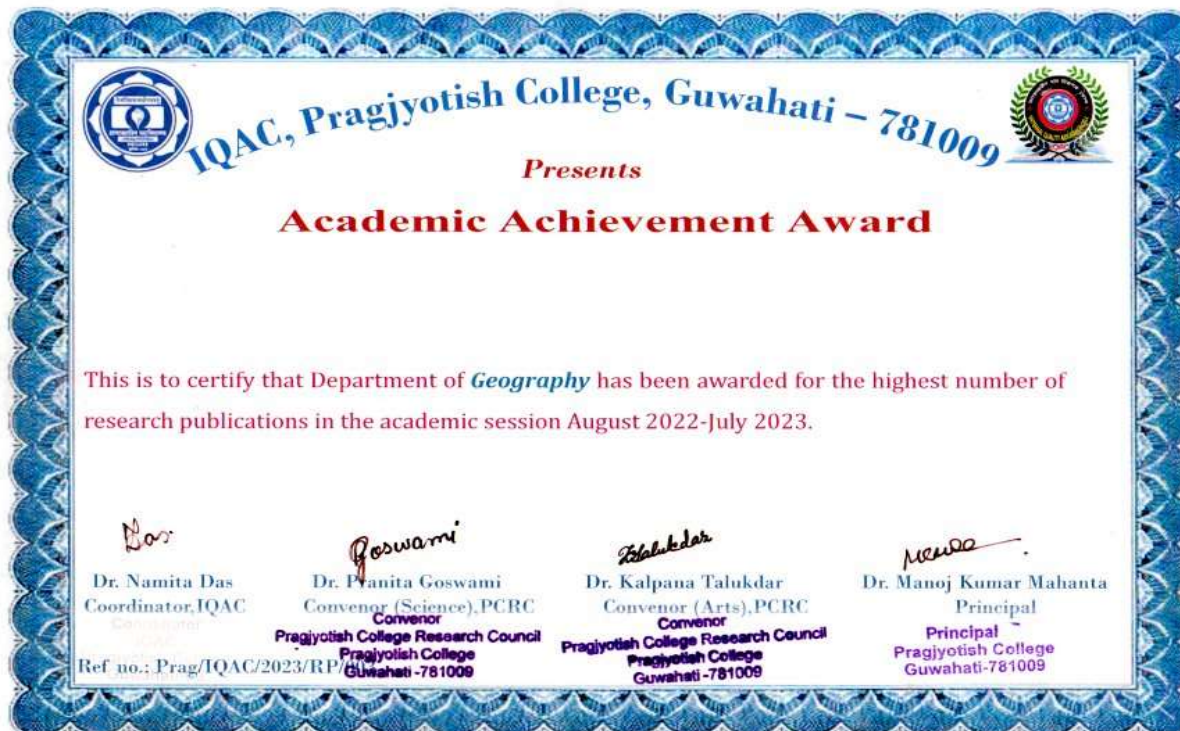 IQAC, Pragjyotish College, Guwahati – 781009
Presents
Academic Achievement Award
This is to certify that Department of Geography has been awarded for the highest number of
research publications in the academic session August 2022-July 2023.
Das
Goswami
Talukdar
Dr. Namita Das
Coordinator,IQAC
Dr. Pranita Goswami
Convenor (Science),PCRC
Convenor
Pragjyotish College Research Council
Pragjyotish College
Guwahati-781009
Dr. Kalpana Talukdar
Convenor (Arts),PCRC
Convenor
Pragjyotish College Research Council
Pragjyotish College
Guwahati-781009
Dr. Manoj Kumar Mahanta
Principal
Principal
Pragjyotish College
Guwahati-781009
Ref no.: Prag/IQAC/2023/RP/